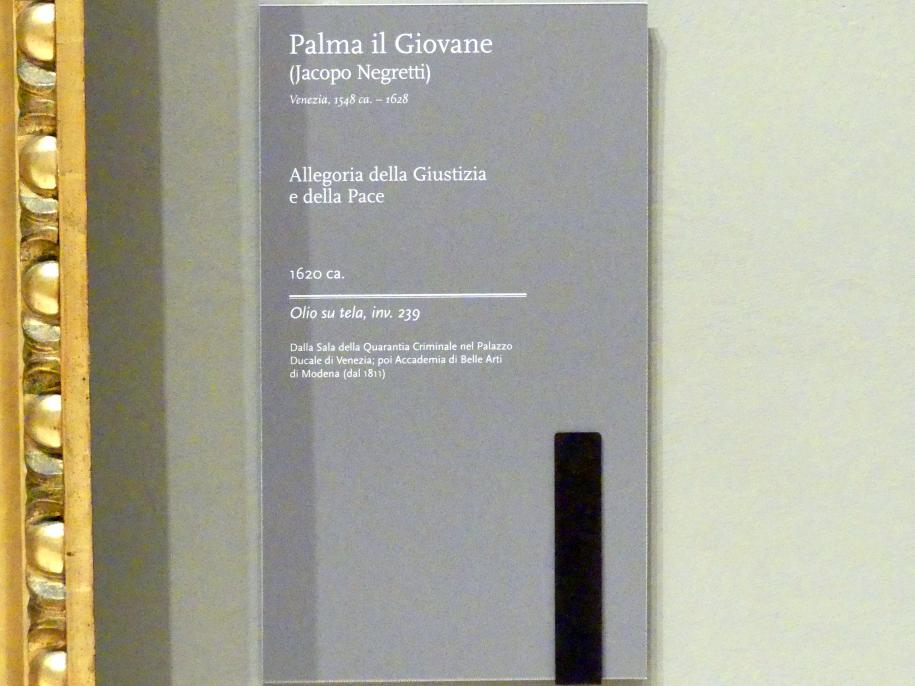 Palma il Giovane
(Jacopo Negretti)
Venezia, 1548 ca. – 1628
Allegoria della Giustizia
e della Pace
1620 ca.
Olio su tela, inv. 239
Dalla Sala della Quarantia Criminale nel Palazzo
Ducale di Venezia; poi Accademia di Belle Arti
di Modena (dal 1811)